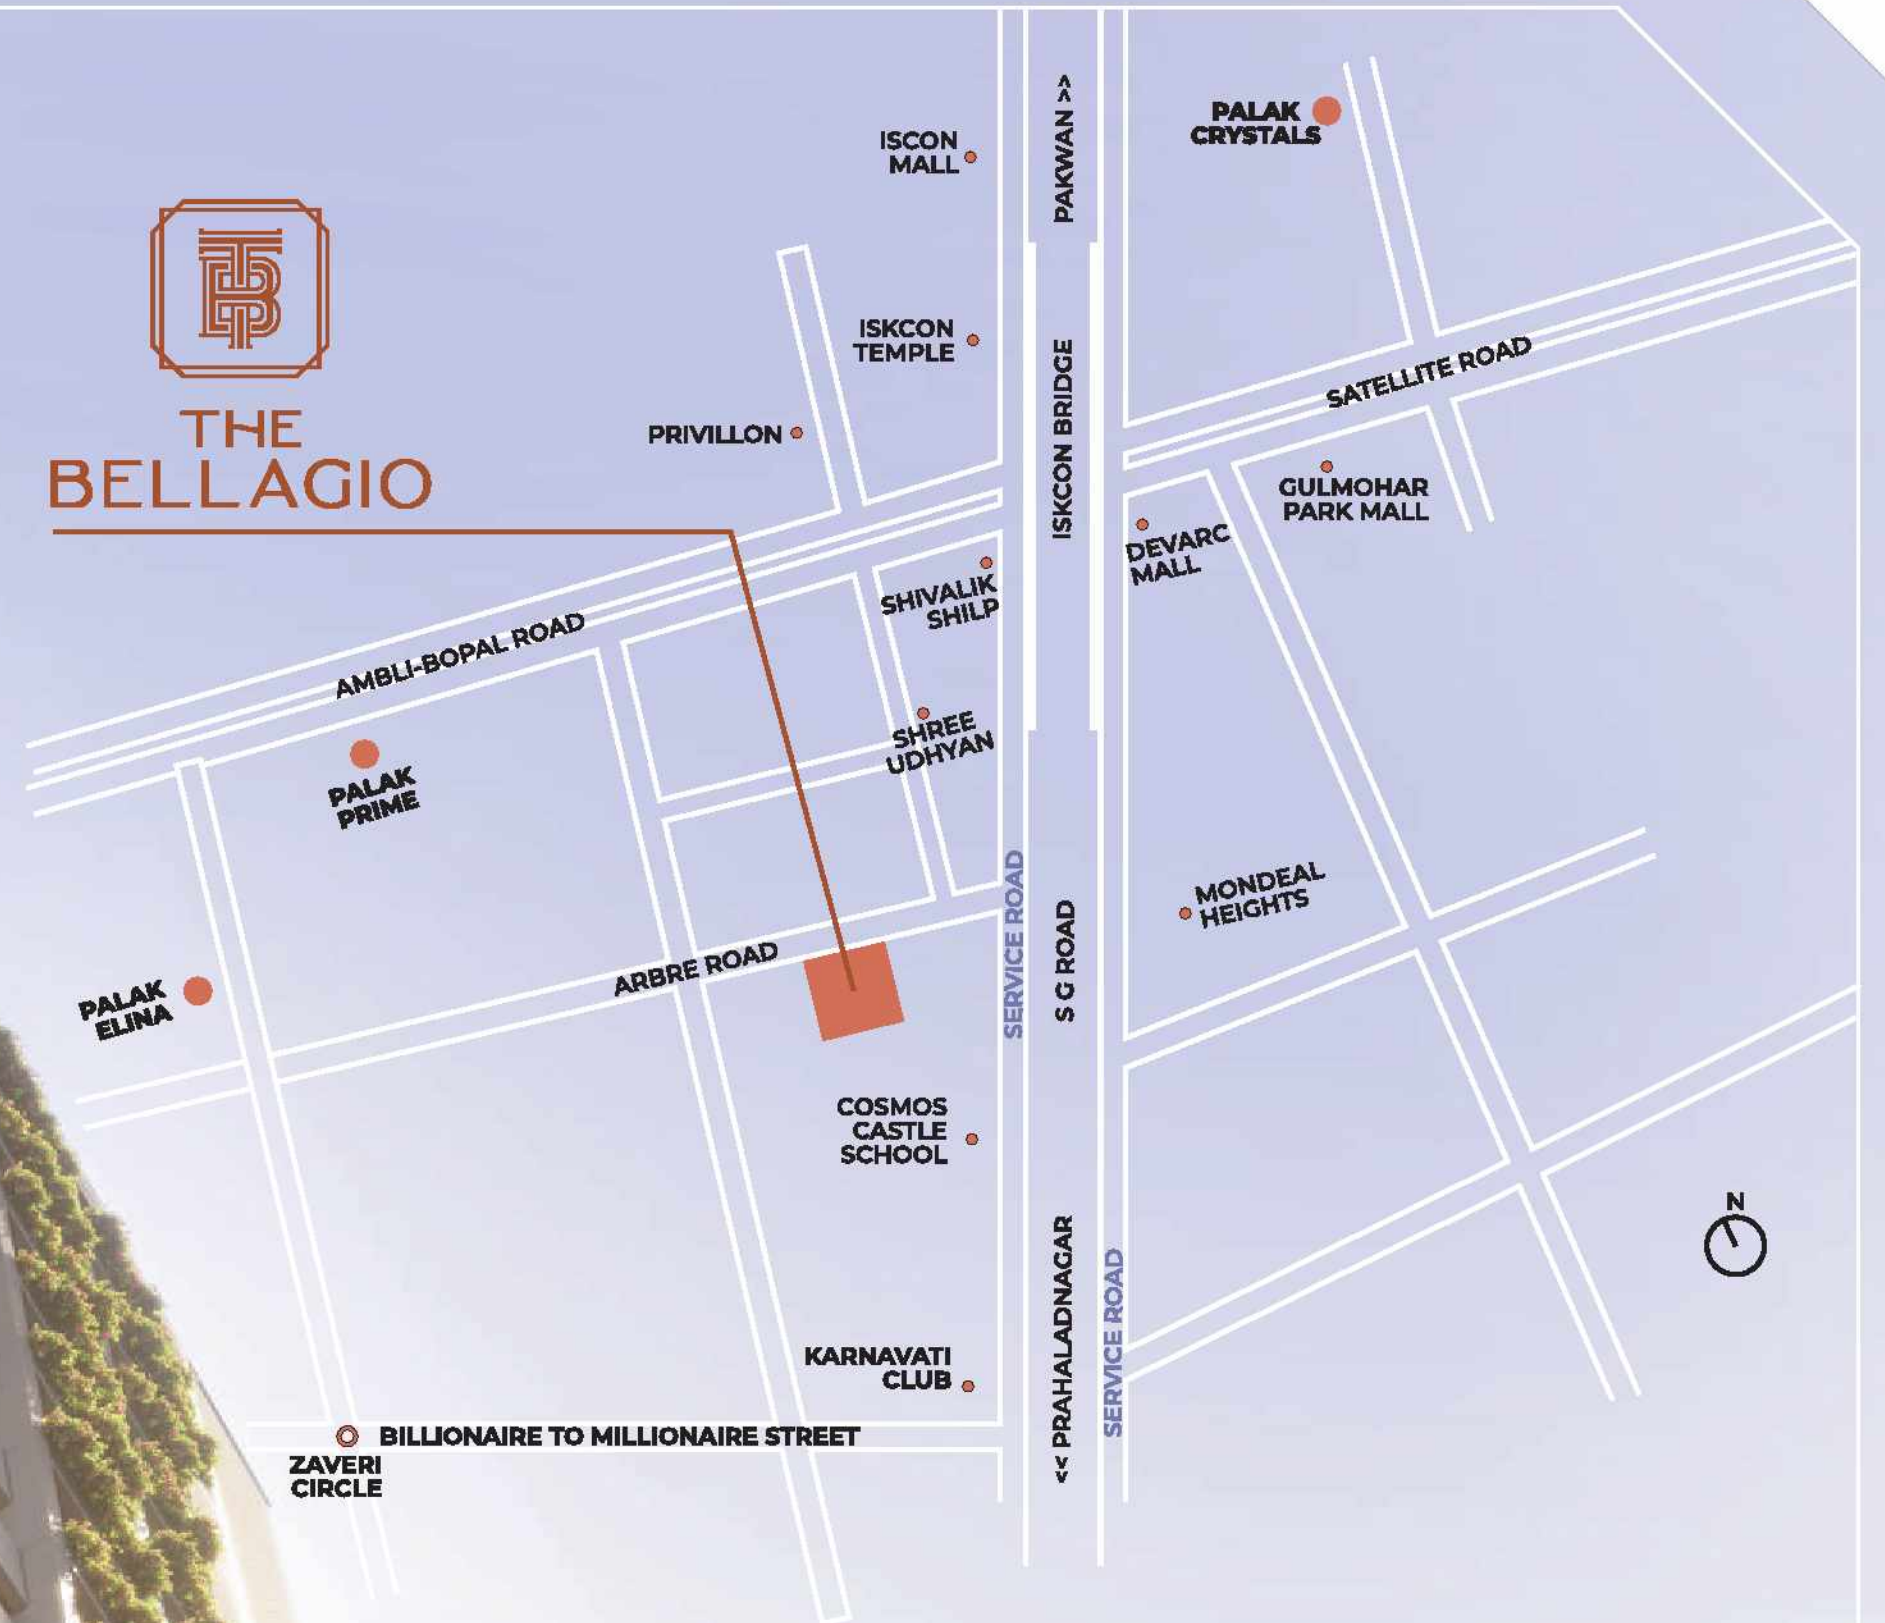 PAKWAN >>
PALAK
CRYSTALS
ISCON
MALL
TB
THE
BELLAGIO
ISKCON
TEMPLE
ISKCON BRIDGE
SATELLITE ROAD
PRIVILLON
GULMOHAR
PARK MALL
DEVARC
MALL
SHIVALIK
SHILP
AMBLI-BOPAL ROAD
SHREE
UDHYAN
PALAK
PRIME
SERVICE ROAD
S G ROAD
MONDEAL
HEIGHTS
ARBRE ROAD
PALAK
ELINA
COSMOS
CASTLE
SCHOOL
N
<< PRAHALADNAGAR
SERVICE ROAD
KARNAVATI
CLUB
BILLIONAIRE TO MILLIONAIRE STREET
ZAVERI
CIRCLE